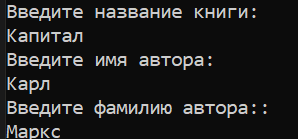 Введите название книги:
Капитал
Введите имя автора:
Карл
Введите фамилию автора::
Маркс